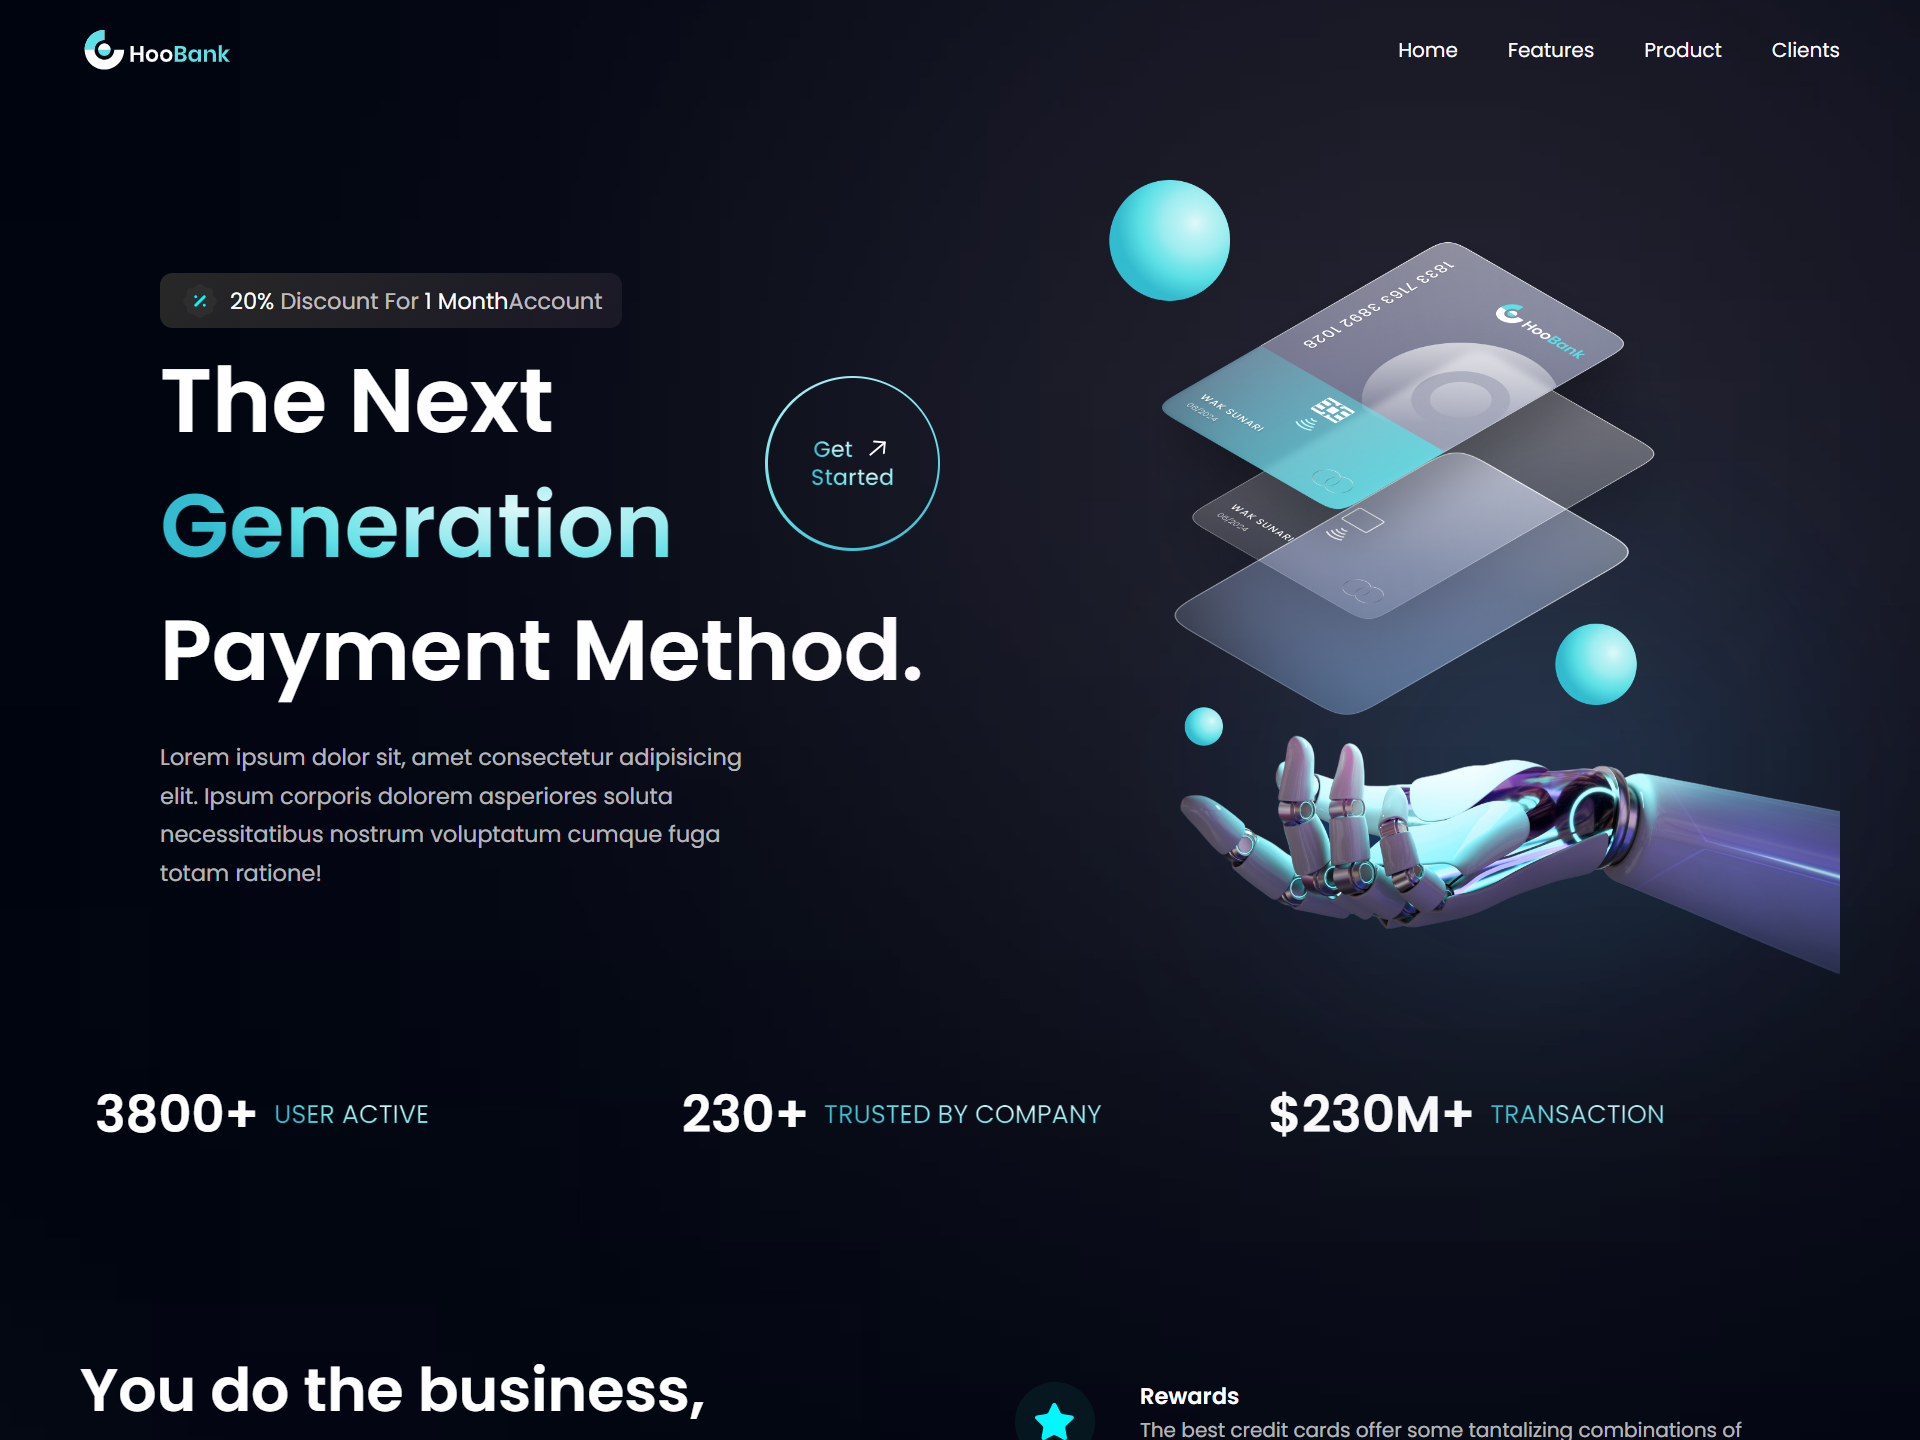 HooBank
Home
Features
Product
Clients
20% Discount For 1 MonthAccount
The Next
Generation
Payment Method.
Get
Started
Lorem ipsum dolor sit, amet consectetur adipisicing
elit. Ipsum corporis dolorem asperiores soluta
necessitatibus nostrum voluptatum cumque fuga
totam ratione!
1833 7163 3892 1028
HooBank
WAK SUNARI
06/2024
WAK SUNARI
06/2024
3800+ USER ACTIVE
230+ TRUSTED BY COMPANY
$230M+ TRANSACTION
You do the business,
Rewards
The best credit cards offer some tantalizing combinations of